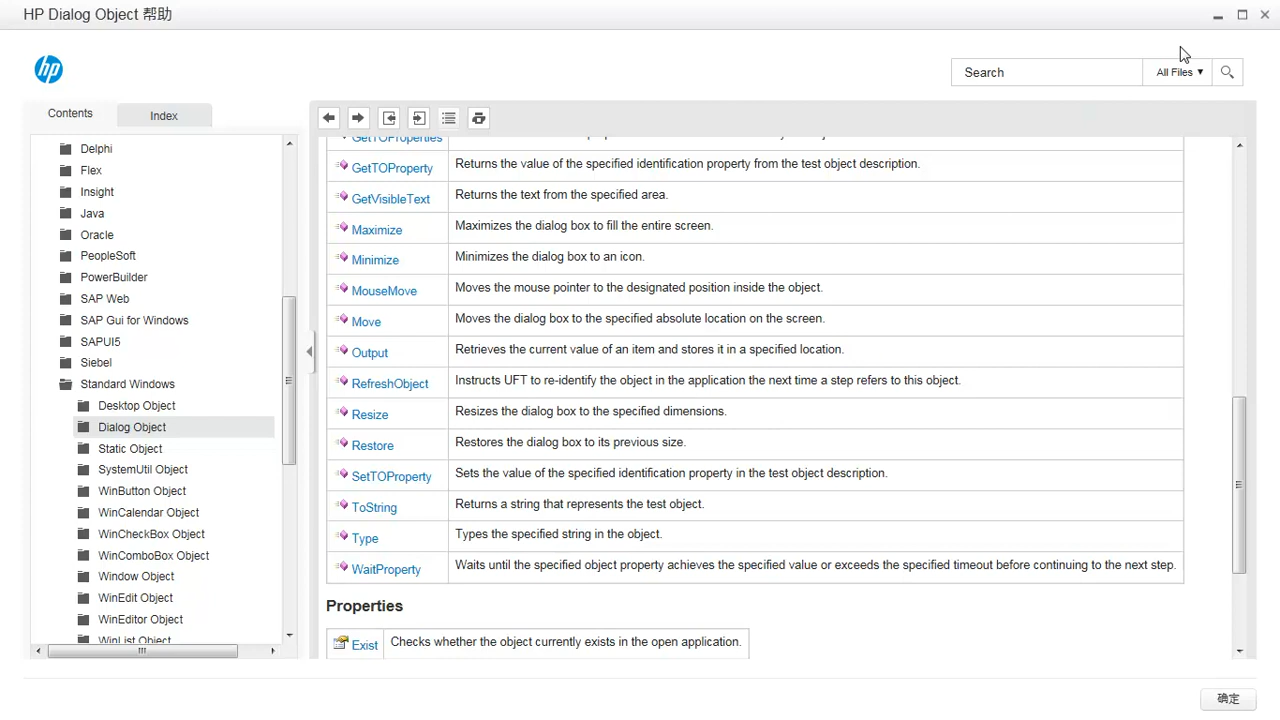 HP Dialog Object 帮助
hp
Search
All Files
Contents
Index
Delphi
Flex
Insight
Java
Oracle
PeopleSoft
PowerBuilder
SAP Web
SAP Gui for Windows
SAPUI5
Siebel
Standard Windows
Desktop Object
Dialog Object
Static Object
SystemUtil Object
WinButton Object
WinCalendar Object
WinCheckBox Object
WinComboBox Object
Window Object
WinEdit Object
WinEditor Object
WinList Object
GetTOProperties
GetTOProperty Returns the value of the specified identification property from the test object description.
GetVisibleText Returns the text from the specified area.
Maximize Maximizes the dialog box to fill the entire screen.
Minimize Minimizes the dialog box to an icon.
MouseMove Moves the mouse pointer to the designated position inside the object.
Move Moves the dialog box to the specified absolute location on the screen.
Output Retrieves the current value of an item and stores it in a specified location.
RefreshObject Instructs UFT to re-identify the object in the application the next time a step refers to this object.
Resize Resizes the dialog box to the specified dimensions.
Restore Restores the dialog box to its previous size.
SetTOProperty Sets the value of the specified identification property in the test object description.
ToString Returns a string that represents the test object.
Type Types the specified string in the object.
WaitProperty Waits until the specified object property achieves the specified value or exceeds the specified timeout before continuing to the next step.
Properties
Exist Checks whether the object currently exists in the open application.
确定